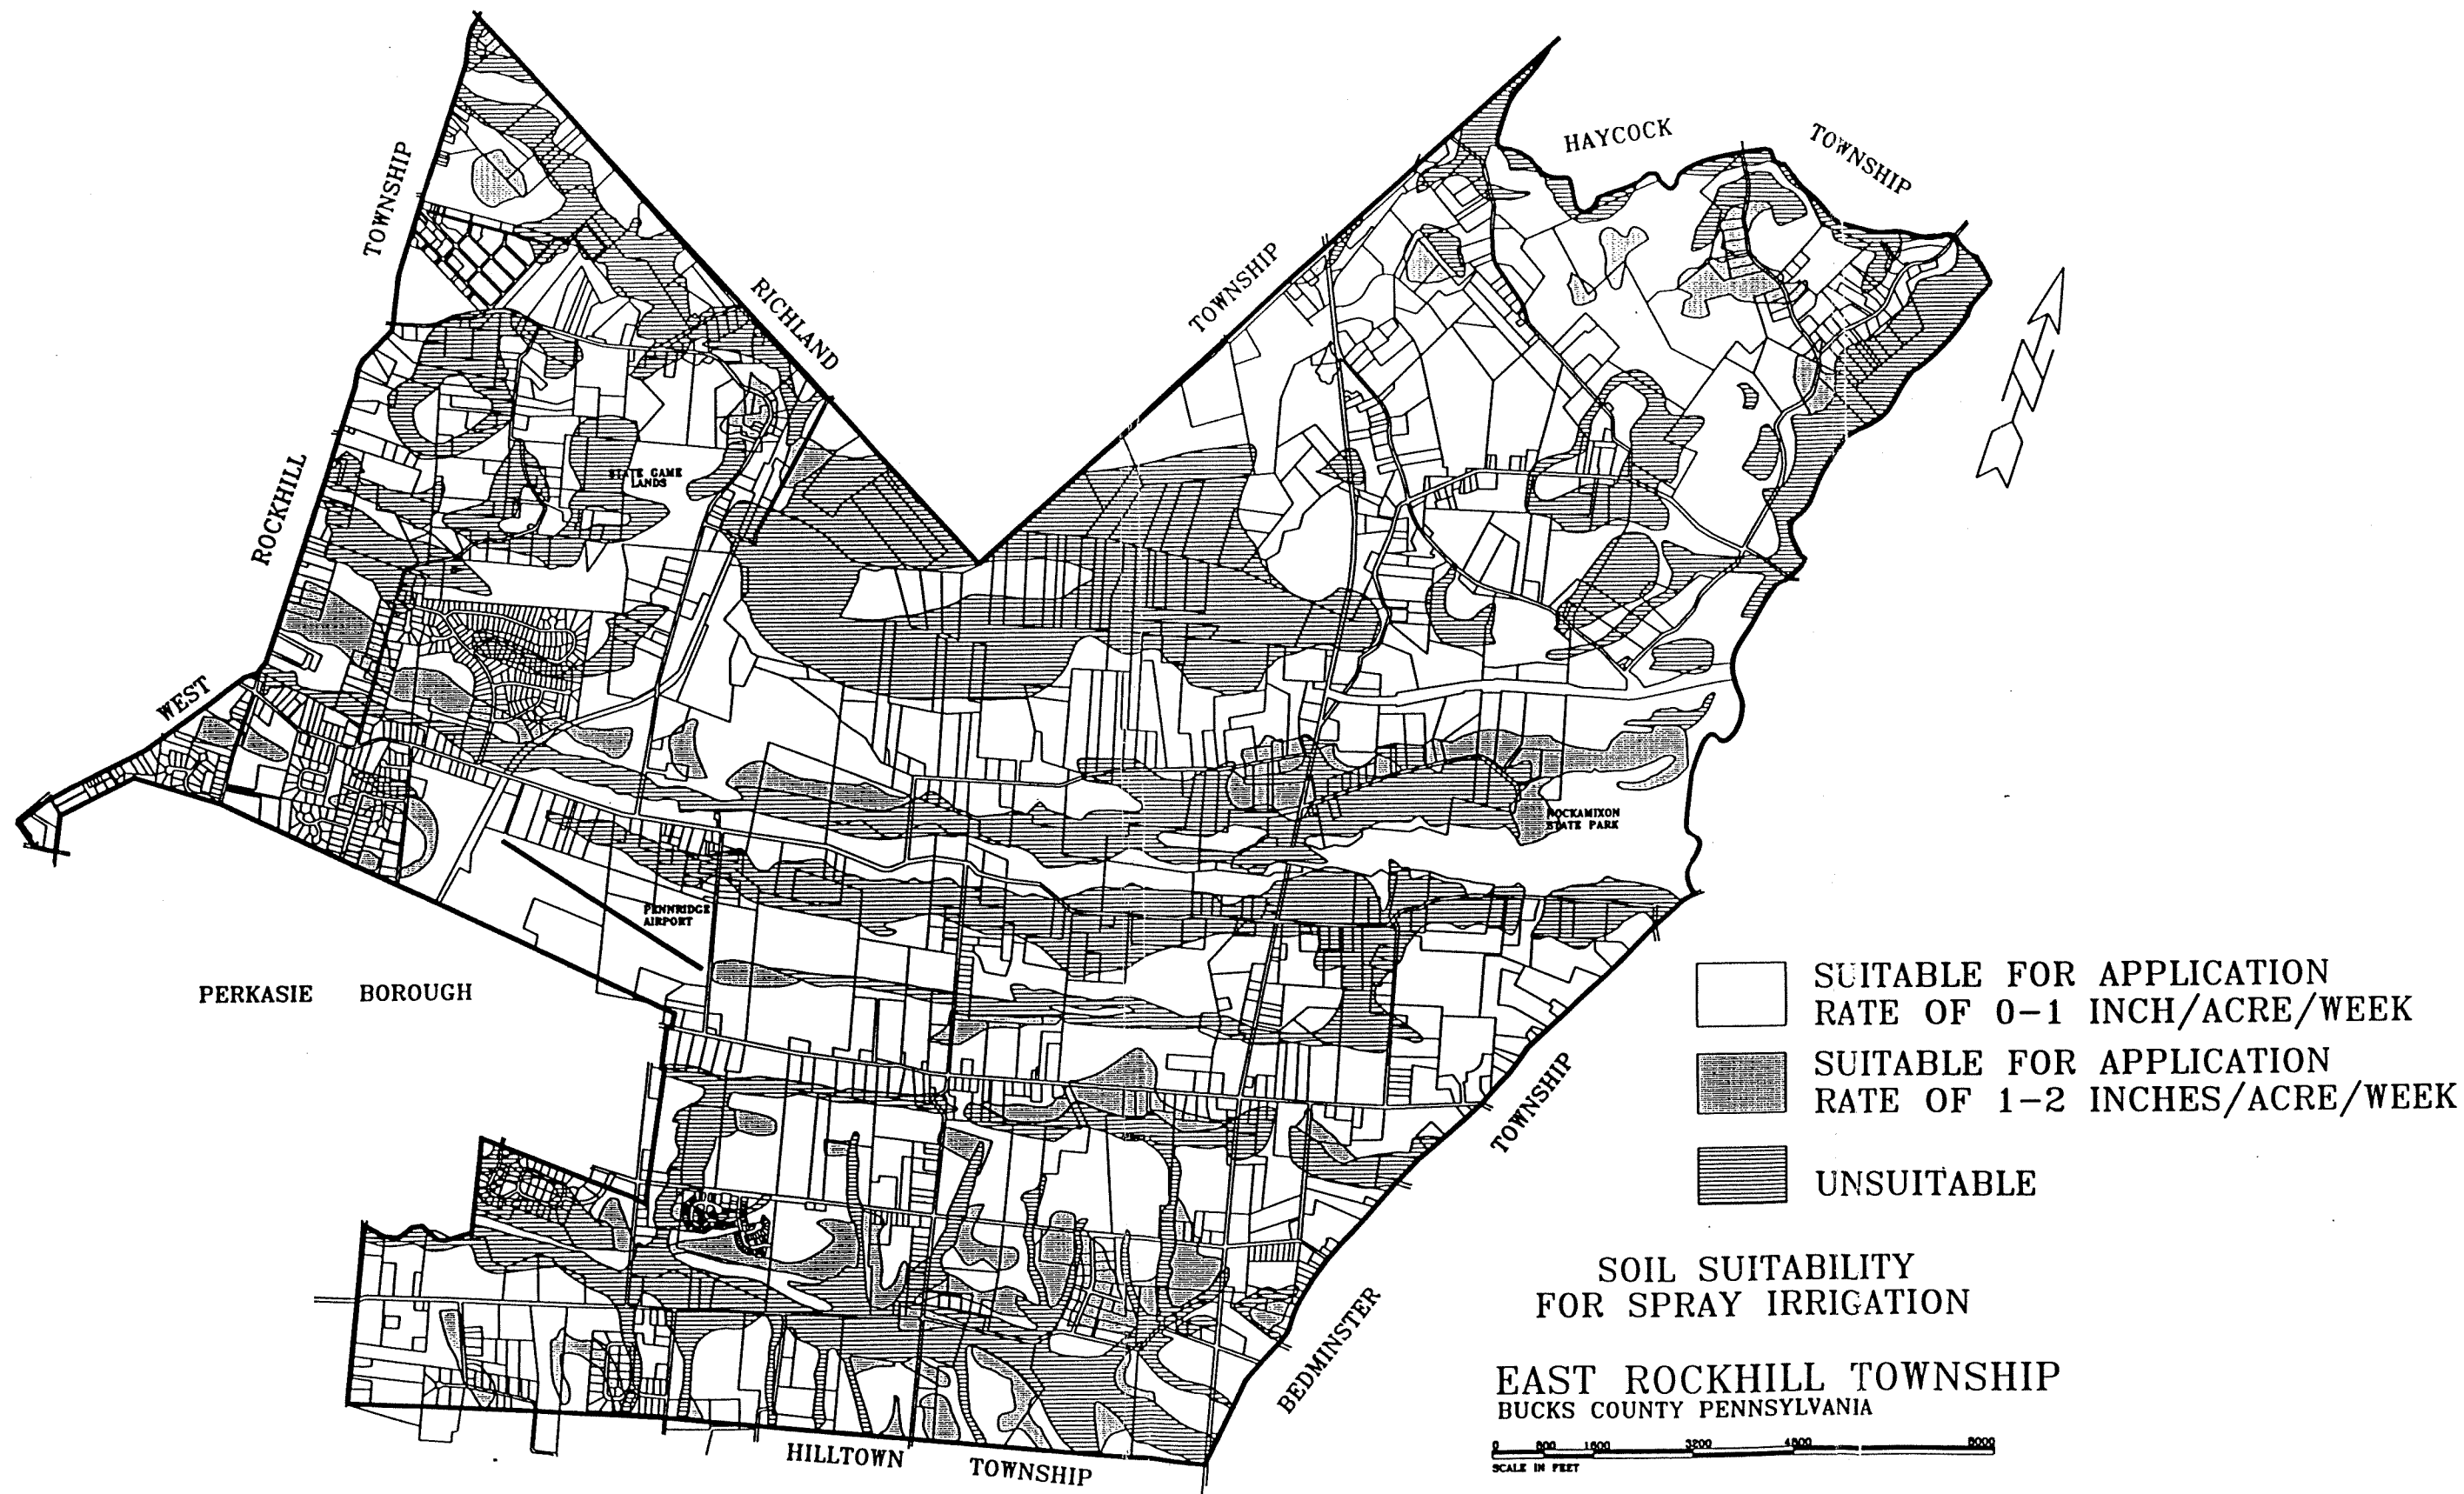 HAYCOCK TOWNSHIP
RICHLAND TOWNSHIP
WEST ROCKHILL TOWNSHIP
STATE GAME
LANDS
NOCKAMIXON
STATE PARK
PENNRIDGE
AIRPORT
PERKASIE BOROUGH
BEDMINSTER TOWNSHIP
HILLTOWN TOWNSHIP
SUITABLE FOR APPLICATION
RATE OF 0-1 INCH/ACRE/WEEK
SUITABLE FOR APPLICATION
RATE OF 1-2 INCHES/ACRE/WEEK
UNSUITABLE
SOIL SUITABILITY
FOR SPRAY IRRIGATION
EAST ROCKHILL TOWNSHIP
BUCKS COUNTY PENNSYLVANIA
0 800 1600 3200 4800 8000
SCALE IN FEET
N